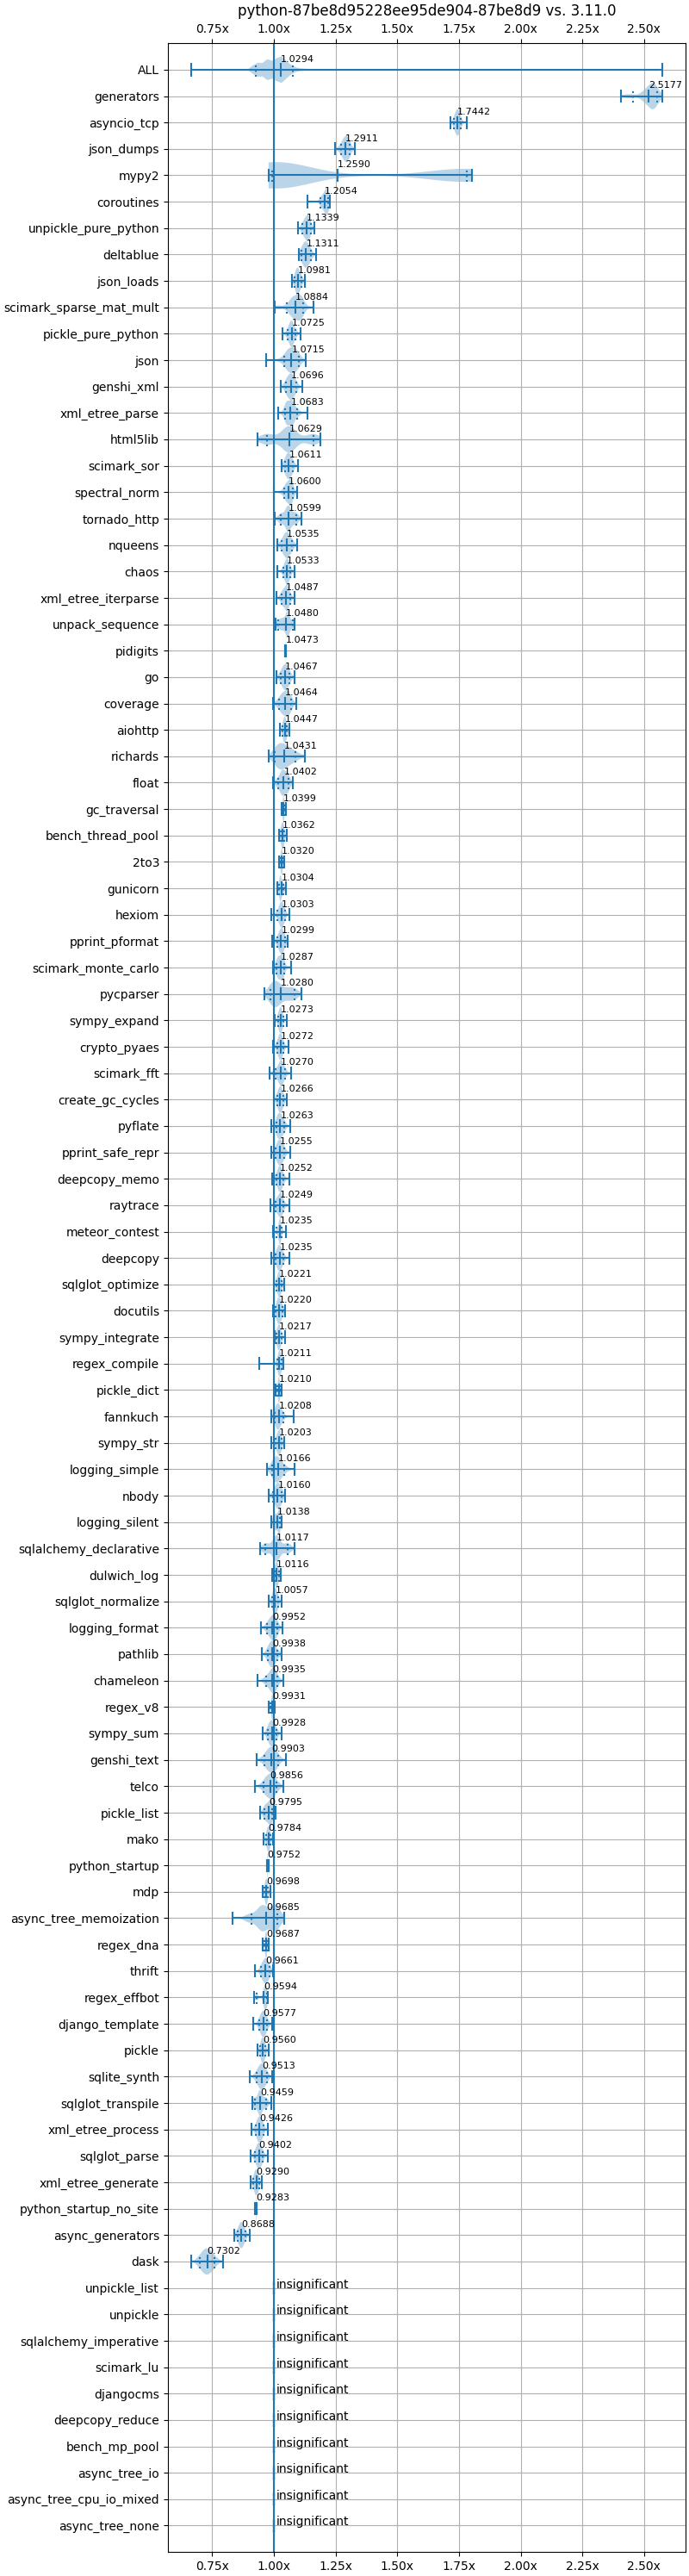 python-87be8d95228ee95de904-87be8d9 vs. 3.11.0
0.75x 1.00x 1.25x 1.50x 1.75x 2.00x 2.25x 2.50x
ALL 1.0294
generators 2.5177
asyncio_tcp 1.7442
json_dumps 1.2911
mypy2 1.2590
coroutines 1.2054
unpickle_pure_python 1.1339
deltablue 1.1311
json_loads 1.0981
scimark_sparse_mat_mult 1.0884
pickle_pure_python 1.0725
json 1.0715
genshi_xml 1.0696
xml_etree_parse 1.0683
html5lib 1.0629
scimark_sor 1.0611
spectral_norm 1.0600
tornado_http 1.0599
nqueens 1.0535
chaos 1.0533
xml_etree_iterparse 1.0487
unpack_sequence 1.0480
pidigits 1.0473
go 1.0467
coverage 1.0464
aiohttp 1.0447
richards 1.0431
float 1.0402
gc_traversal 1.0399
bench_thread_pool 1.0362
2to3 1.0320
gunicorn 1.0304
hexiom 1.0303
pprint_pformat 1.0299
scimark_monte_carlo 1.0287
pycparser 1.0280
sympy_expand 1.0273
crypto_pyaes 1.0272
scimark_fft 1.0270
create_gc_cycles 1.0266
pyflate 1.0263
pprint_safe_repr 1.0255
deepcopy_memo 1.0252
raytrace 1.0249
meteor_contest 1.0235
deepcopy 1.0235
sqlglot_optimize 1.0221
docutils 1.0220
sympy_integrate 1.0217
regex_compile 1.0211
pickle_dict 1.0210
fannkuch 1.0208
sympy_str 1.0203
logging_simple 1.0166
nbody 1.0160
logging_silent 1.0138
sqlalchemy_declarative 1.0117
dulwich_log 1.0116
sqlglot_normalize 1.0057
logging_format 0.9952
pathlib 0.9938
chameleon 0.9935
regex_v8 0.9931
sympy_sum 0.9928
genshi_text 0.9903
telco 0.9856
pickle_list 0.9795
mako 0.9784
python_startup 0.9752
mdp 0.9698
async_tree_memoization 0.9685
regex_dna 0.9687
thrift 0.9661
regex_effbot 0.9594
django_template 0.9577
pickle 0.9560
sqlite_synth 0.9513
sqlglot_transpile 0.9459
xml_etree_process 0.9426
sqlglot_parse 0.9402
xml_etree_generate 0.9290
python_startup_no_site 0.9283
async_generators 0.8688
dask 0.7302
unpickle_list insignificant
unpickle insignificant
sqlalchemy_imperative insignificant
scimark_lu insignificant
djangocms insignificant
deepcopy_reduce insignificant
bench_mp_pool insignificant
async_tree_io insignificant
async_tree_cpu_io_mixed insignificant
async_tree_none insignificant
0.75x 1.00x 1.25x 1.50x 1.75x 2.00x 2.25x 2.50x